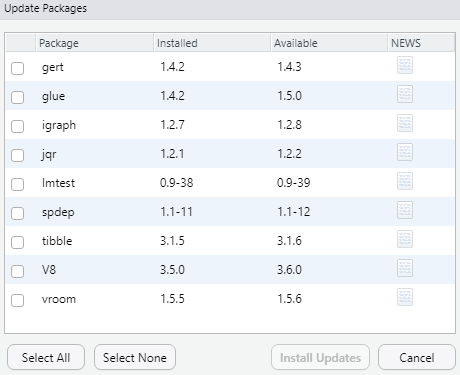 Update Packages
Package Installed Available NEWS
gert 1.4.2 1.4.3
glue 1.4.2 1.5.0
igraph 1.2.7 1.2.8
jqr 1.2.1 1.2.2
lmtest 0.9-38 0.9-39
spdep 1.1-11 1.1-12
tibble 3.1.5 3.1.6
V8 3.5.0 3.6.0
vroom 1.5.5 1.5.6
Select All Select None Install Updates Cancel